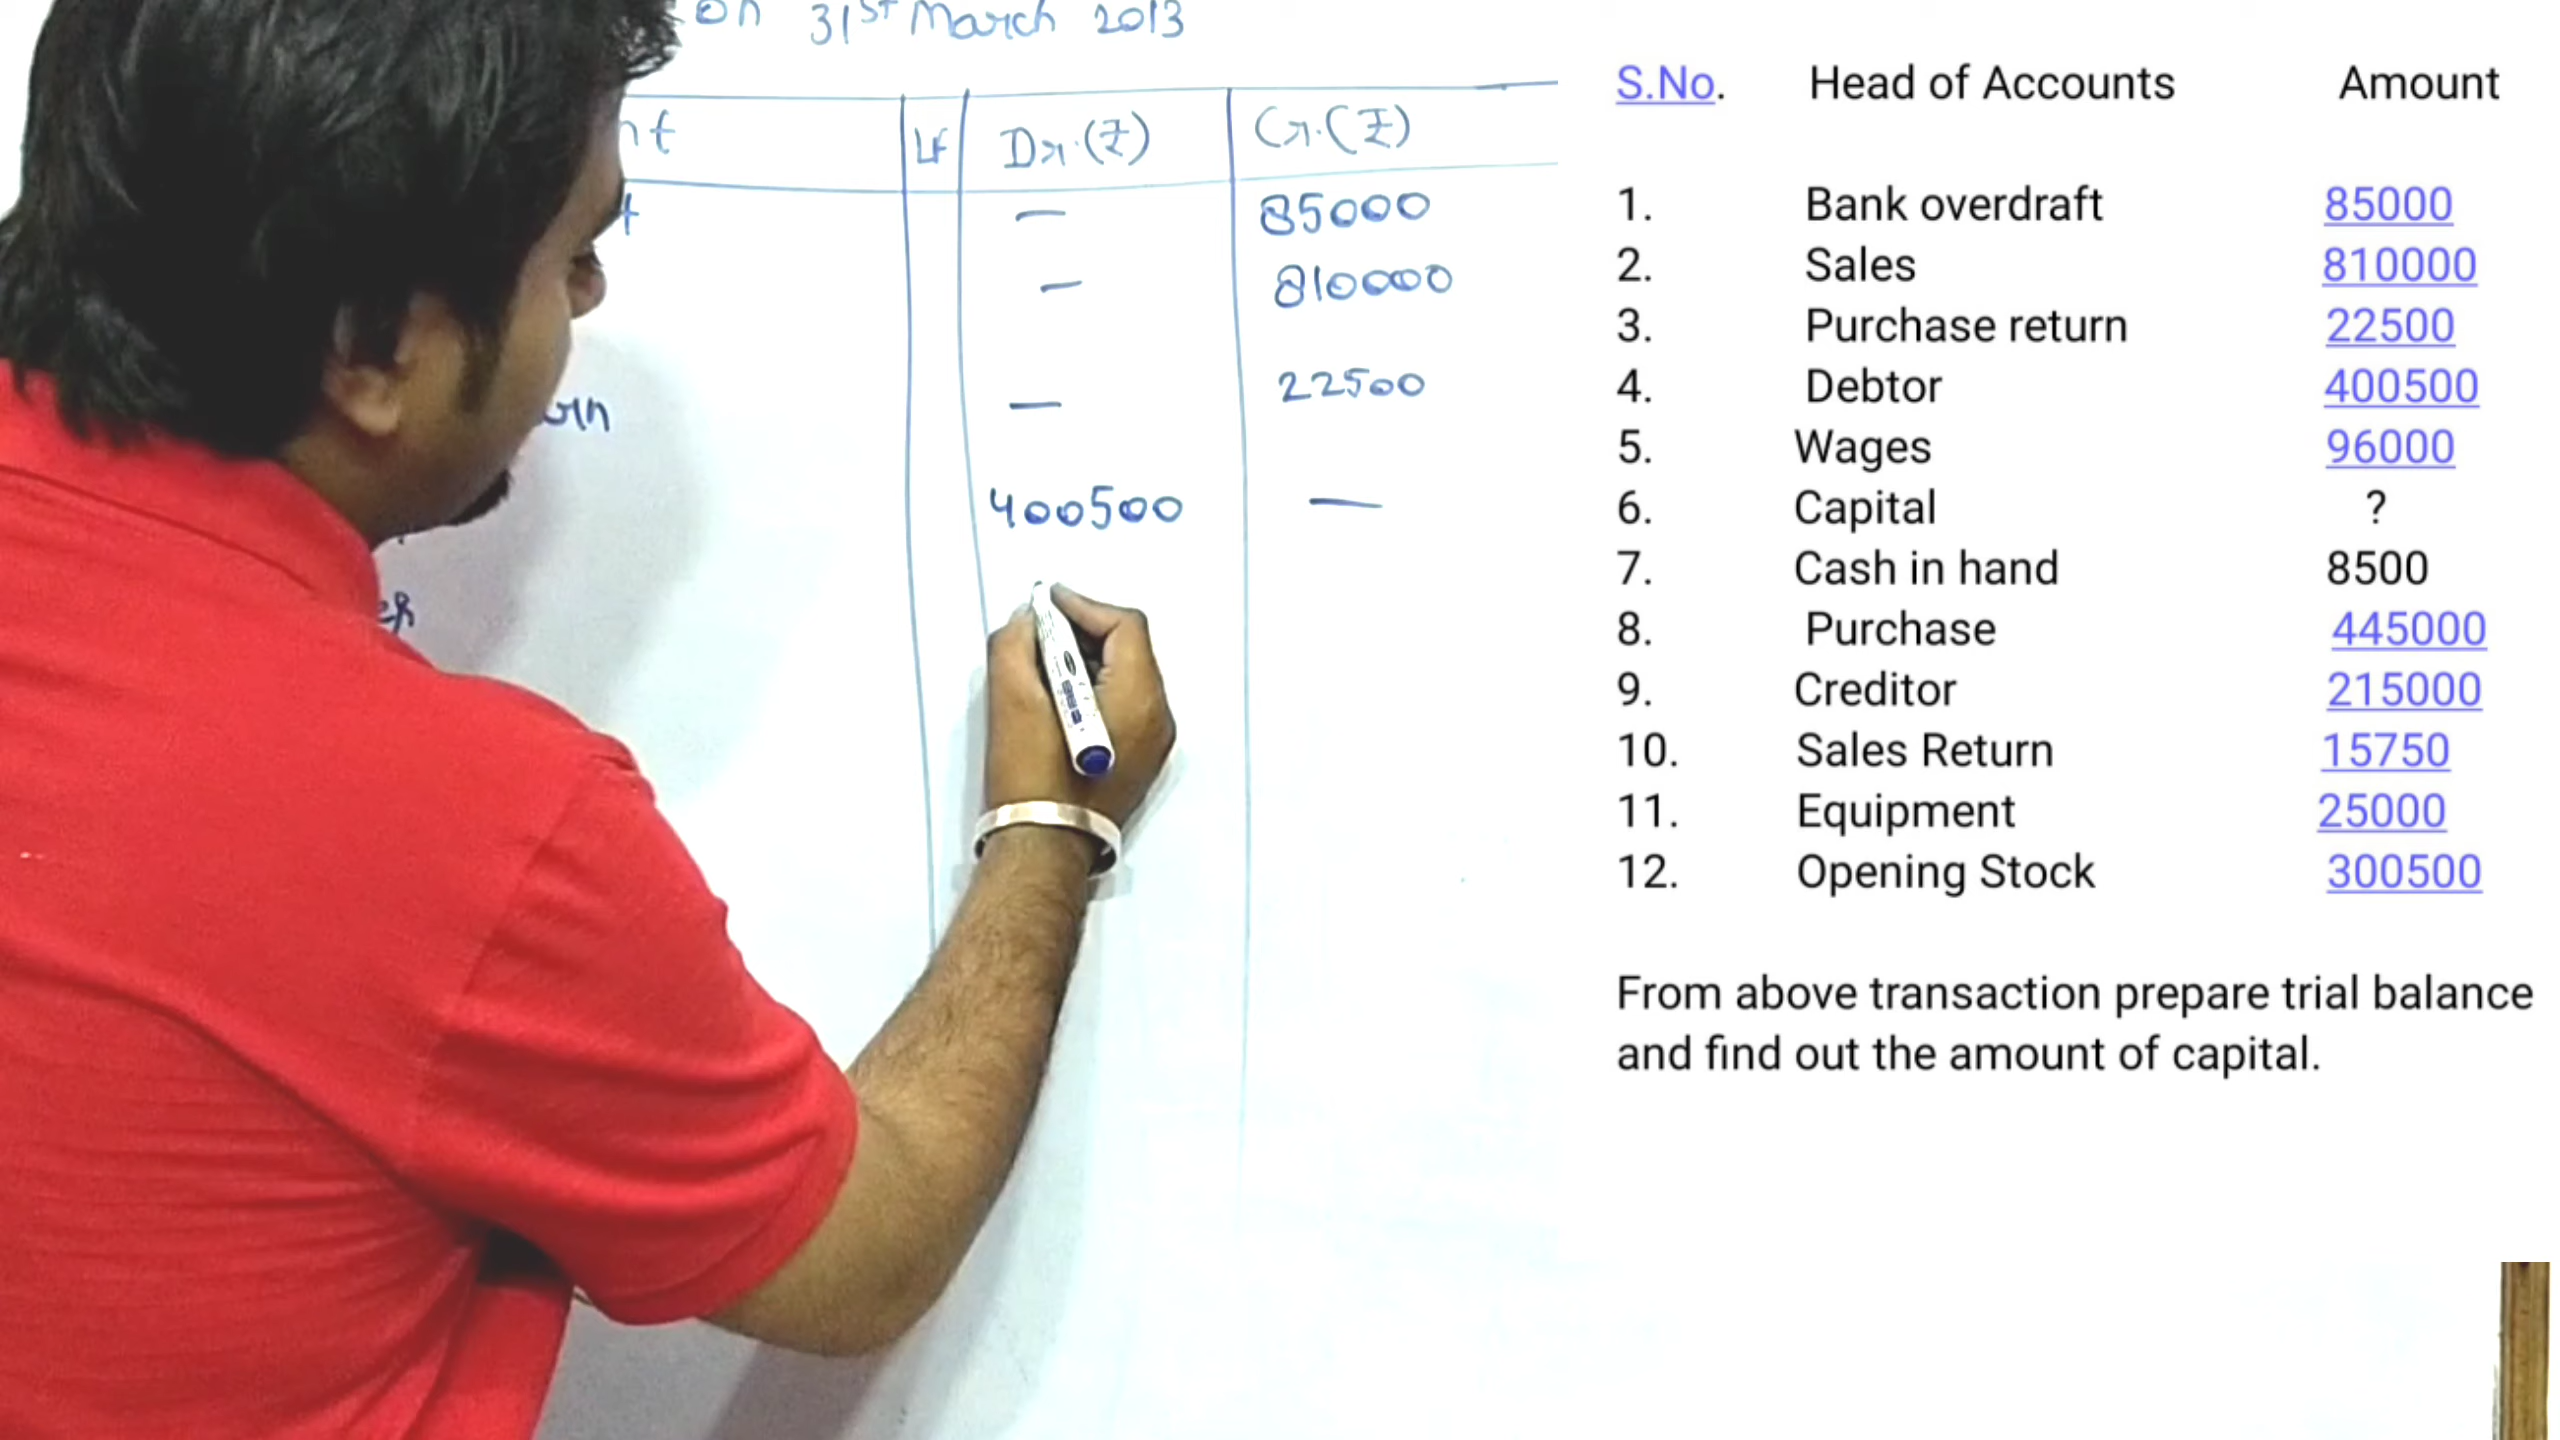 on 31st March 2013
LF Dr.(₹) Cr.(₹)
— 85000
— 810000
— 22500
400500 —
S.No. Head of Accounts Amount
1. Bank overdraft 85000
2. Sales 810000
3. Purchase return 22500
4. Debtor 400500
5. Wages 96000
6. Capital ?
7. Cash in hand 8500
8. Purchase 445000
9. Creditor 215000
10. Sales Return 15750
11. Equipment 25000
12. Opening Stock 300500
From above transaction prepare trial balance
and find out the amount of capital.